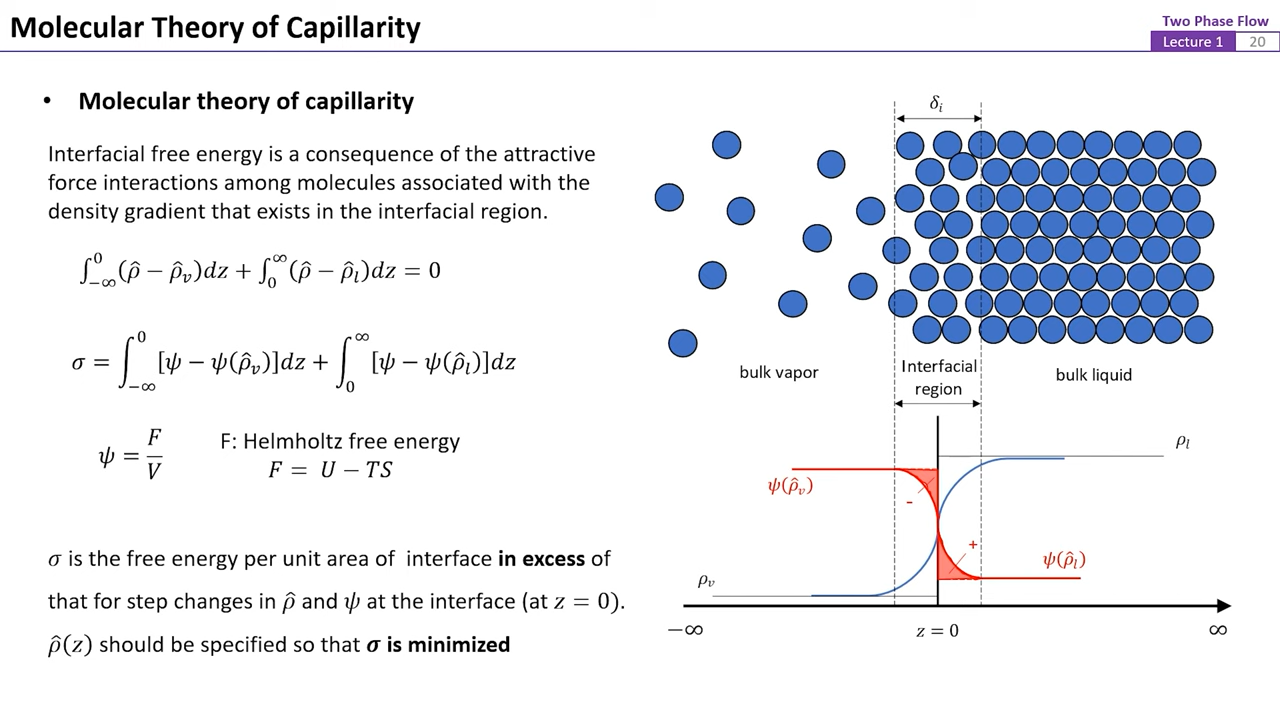 Molecular Theory of Capillarity
Two Phase Flow
Lecture 1 20
• Molecular theory of capillarity
Interfacial free energy is a consequence of the attractive
force interactions among molecules associated with the
density gradient that exists in the interfacial region.
∫_{−∞}^{0}(ρ̂ − ρ̂_v)dz + ∫_{0}^{∞}(ρ̂ − ρ̂_l)dz = 0
σ = ∫_{−∞}^{0}[ψ − ψ(ρ̂_v)]dz + ∫_{0}^{∞}[ψ − ψ(ρ̂_l)]dz
ψ = F/V F: Helmholtz free energy
F = U − TS
σ is the free energy per unit area of interface in excess of
that for step changes in ρ̂ and ψ at the interface (at z = 0).
ρ̂(z) should be specified so that σ is minimized
δ_i
bulk vapor
Interfacial
region
bulk liquid
ρ_l
ψ(ρ̂_v)
-
+
ψ(ρ̂_l)
ρ_v
−∞
z = 0
∞